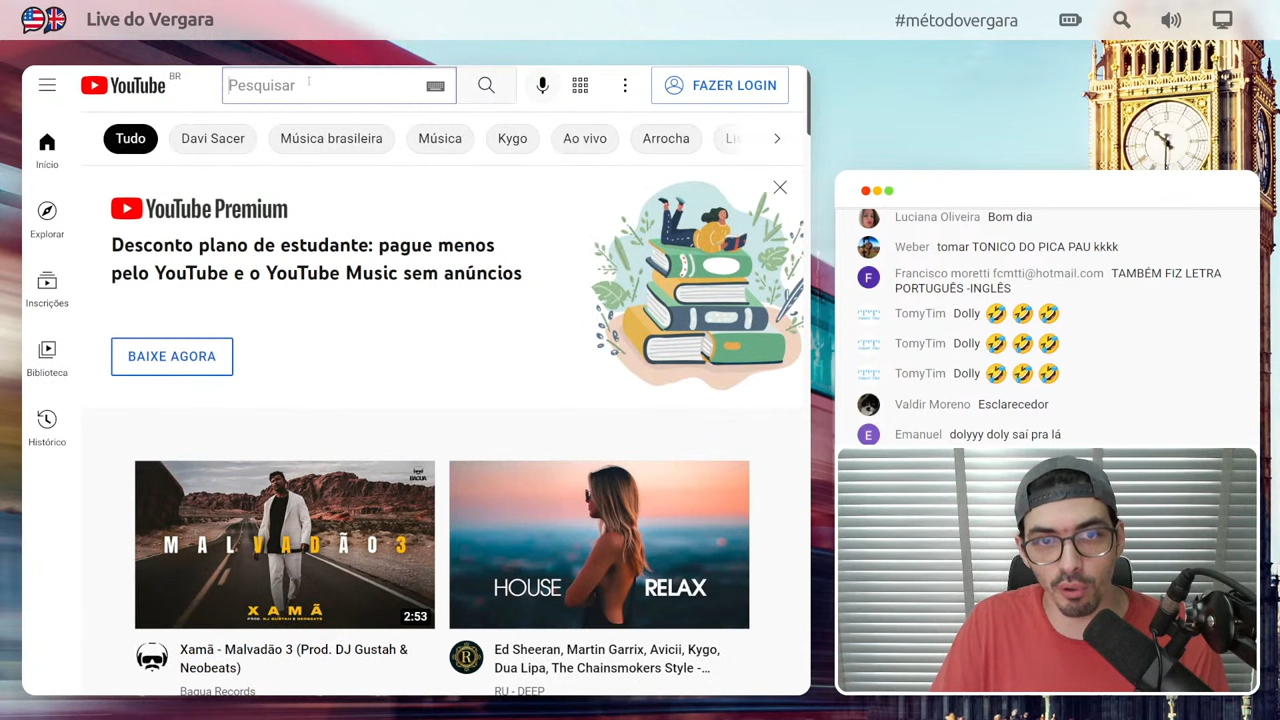 Live do Vergara
#métodovergara
YouTube BR
Pesquisar
FAZER LOGIN
Início
Explorar
Inscrições
Biblioteca
Histórico
Tudo
Davi Sacer
Música brasileira
Música
Kygo
Ao vivo
Arrocha
YouTube Premium
Desconto plano de estudante: pague menos
pelo YouTube e o YouTube Music sem anúncios
BAIXE AGORA
MALVADÃO 3
XAMÃ
2:53
Xamã - Malvadão 3 (Prod. DJ Gustah &
Neobeats)
Bagua Records
HOUSE RELAX
Ed Sheeran, Martin Garrix, Avicii, Kygo,
Dua Lipa, The Chainsmokers Style -...
RU - DEEP
Luciana Oliveira Bom dia
Weber tomar TONICO DO PICA PAU kkkk
Francisco moretti fcmtti@hotmail.com TAMBÉM FIZ LETRA
PORTUGUÊS -INGLÊS
TomyTim Dolly 🤣 🤣 🤣
TomyTim Dolly 🤣 🤣 🤣
TomyTim Dolly 🤣 🤣 🤣
Valdir Moreno Esclarecedor
Emanuel dolyyy doly saí pra lá